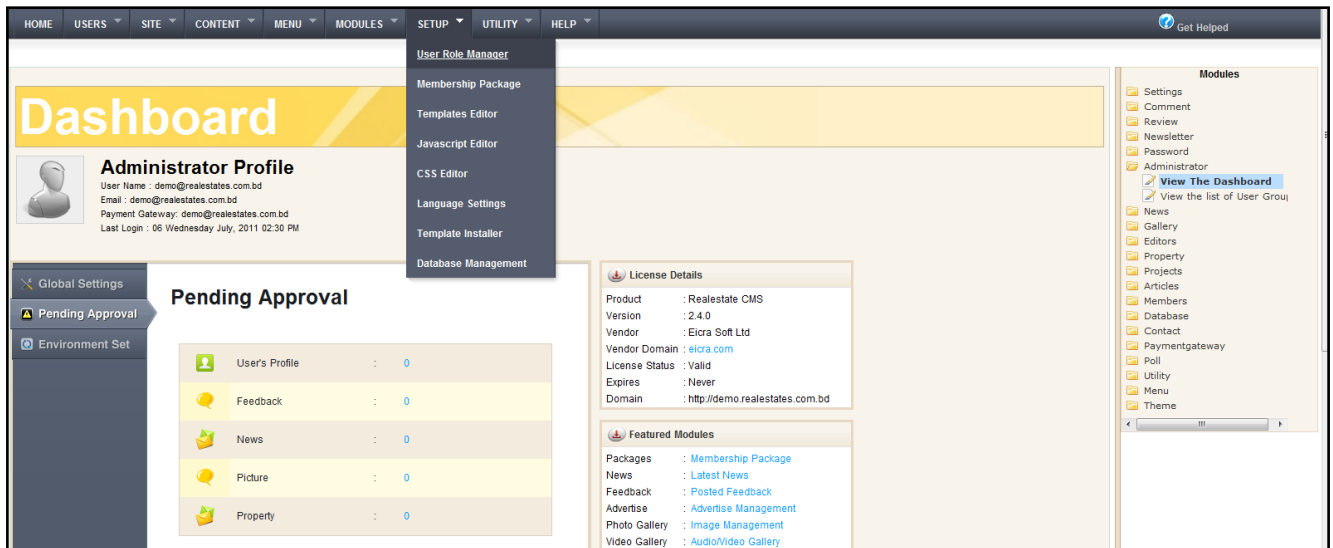 HOME USERS SITE CONTENT MENU MODULES SETUP UTILITY HELP
Get Helped
User Role Manager
Membership Package
Templates Editor
Javascript Editor
CSS Editor
Language Settings
Template Installer
Database Management
Dashboard
Administrator Profile
User Name : demo@realestates.com.bd
Email : demo@realestates.com.bd
Payment Gateway: demo@realestates.com.bd
Last Login : 06 Wednesday July, 2011 02:30 PM
Global Settings
Pending Approval
Environment Set
Pending Approval
User's Profile : 0
Feedback : 0
News : 0
Picture : 0
Property : 0
License Details
Product : Realestate CMS
Version : 2.4.0
Vendor : Eicra Soft Ltd
Vendor Domain : eicra.com
License Status : Valid
Expires : Never
Domain : http://demo.realestates.com.bd
Featured Modules
Packages : Membership Package
News : Latest News
Feedback : Posted Feedback
Advertise : Advertise Management
Photo Gallery : Image Management
Video Gallery : Audio/Video Gallery
Modules
Settings
Comment
Review
Newsletter
Password
Administrator
View The Dashboard
View the list of User Grou
News
Gallery
Editors
Property
Projects
Articles
Members
Database
Contact
Paymentgateway
Poll
Utility
Menu
Theme